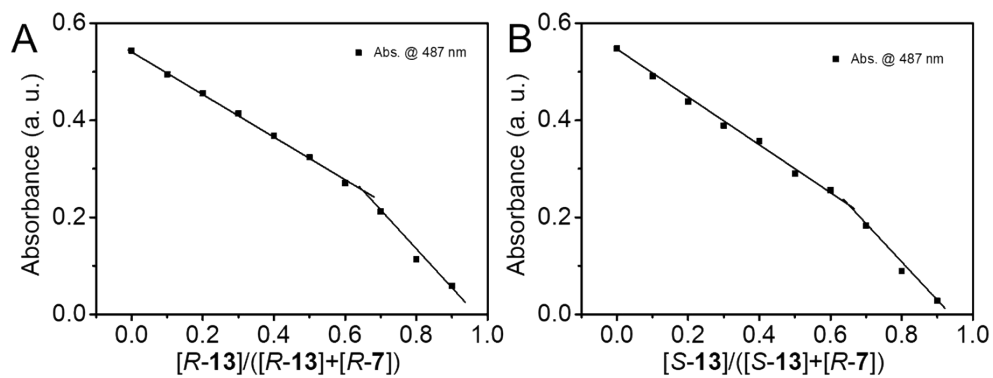 A
Absorbance (a. u.)
0.6
0.4
0.2
0.0
Abs. @ 487 nm
0.0 0.2 0.4 0.6 0.8 1.0
[R-13]/([R-13]+[R-7])
B
Absorbance (a. u.)
0.6
0.4
0.2
0.0
Abs. @ 487 nm
0.0 0.2 0.4 0.6 0.8 1.0
[S-13]/([S-13]+[R-7])